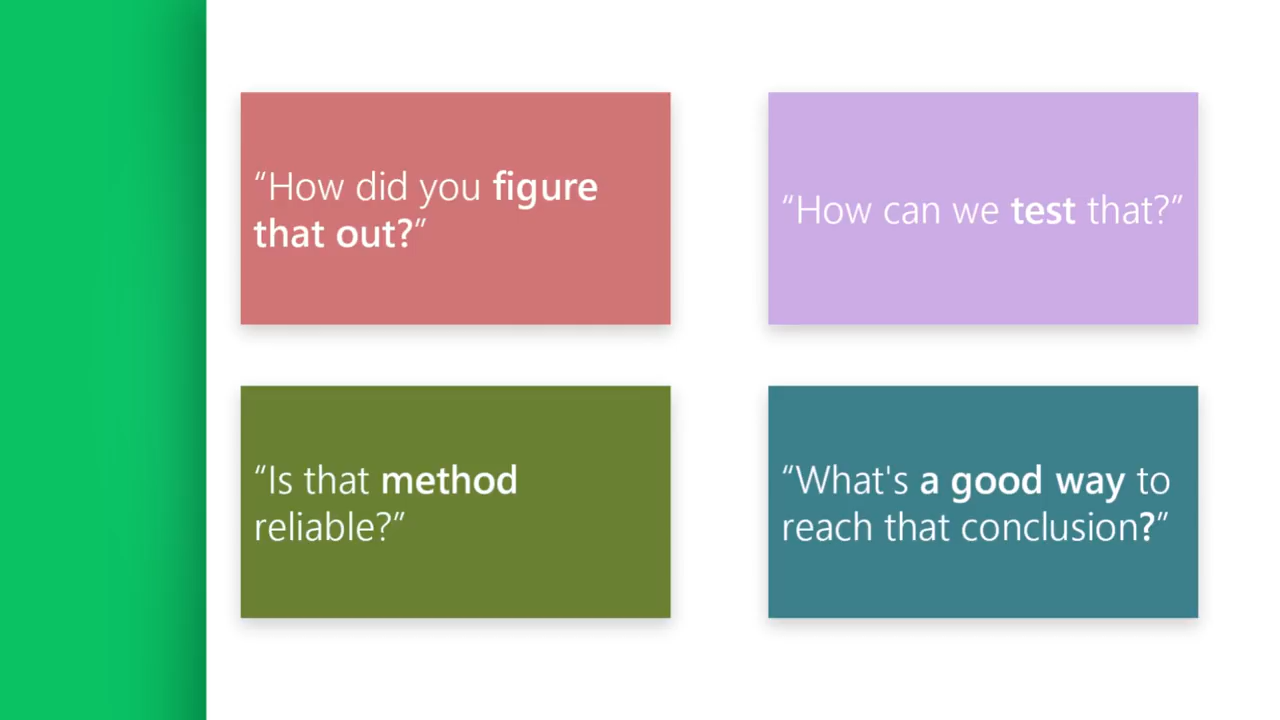 “How did you figure
that out?”
“How can we test that?”
“Is that method
reliable?”
“What's a good way to
reach that conclusion?”